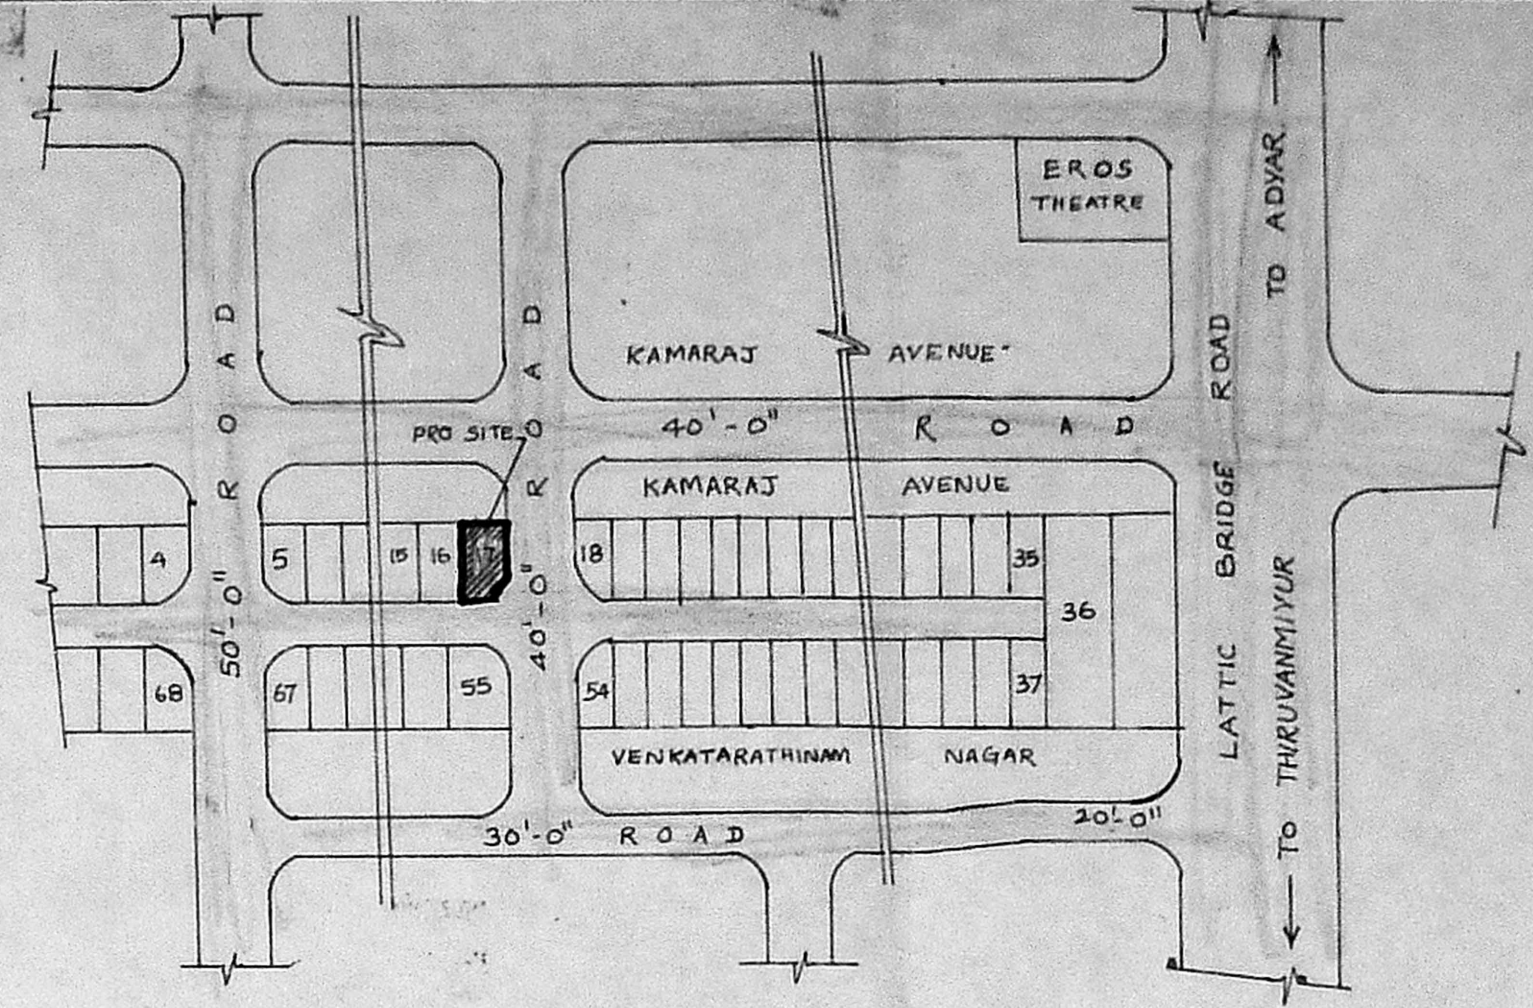 EROS
THEATRE
TO ADYAR
ROAD
ROAD
KAMARAJ AVENUE
PRO SITE
40'-0" ROAD
KAMARAJ AVENUE
4
5
15
16
17
18
35
36
50'-0"
40'-0"
LATTIC BRIDGE ROAD
TO THIRUVANMIYUR
68
67
55
54
37
VENKATARATHINAM NAGAR
30'-0" ROAD
20'-0"